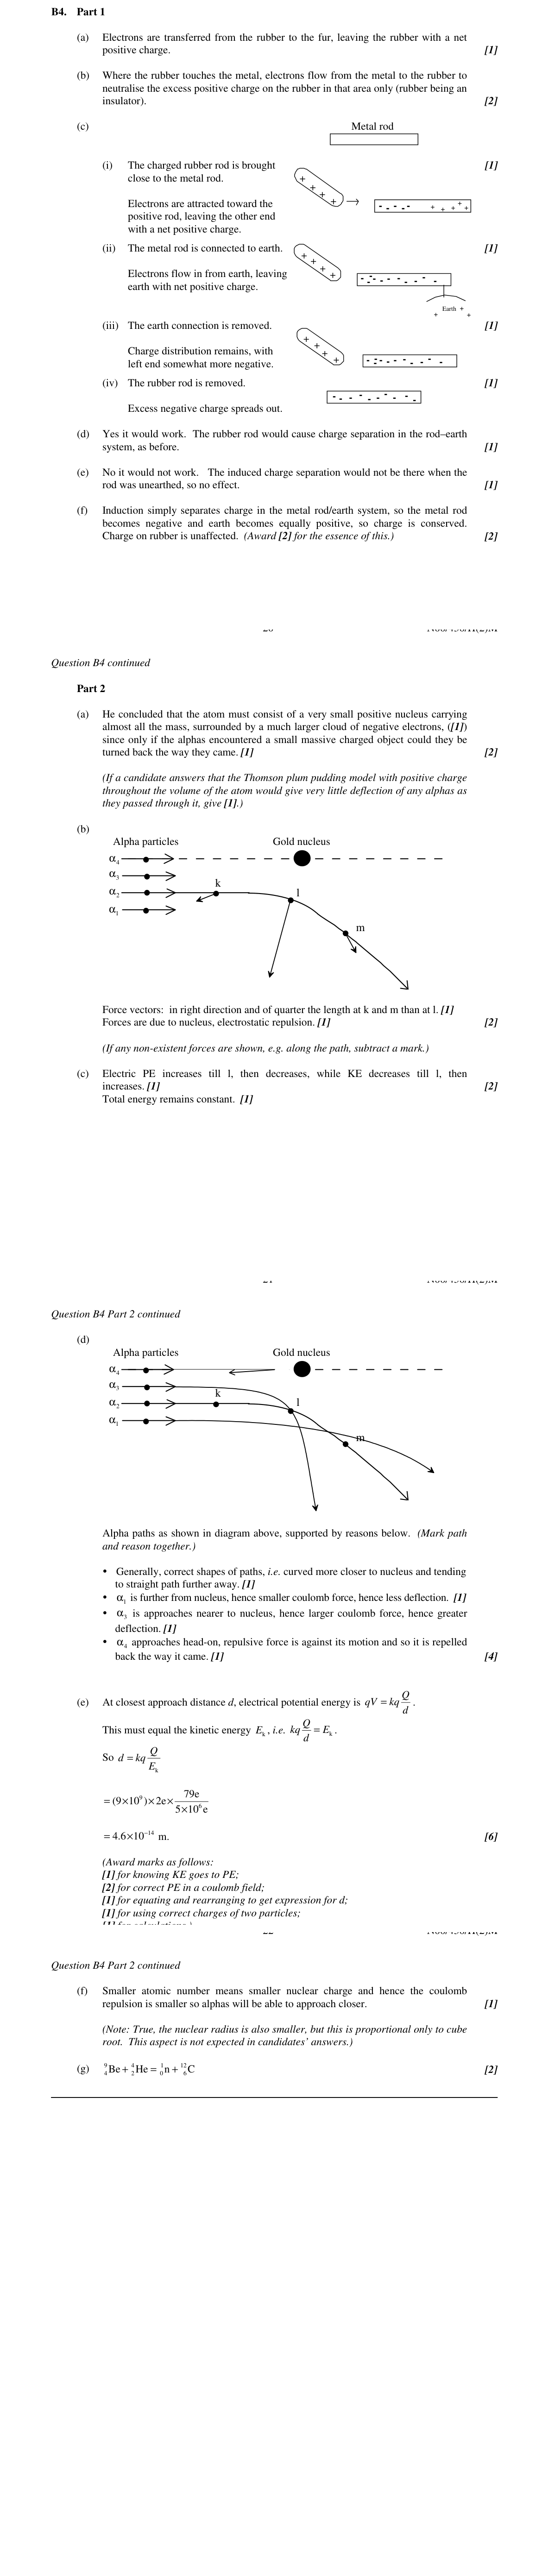 B4. Part 1
(a) Electrons are transferred from the rubber to the fur, leaving the rubber with a net
positive charge. [1]
(b) Where the rubber touches the metal, electrons flow from the metal to the rubber to
neutralise the excess positive charge on the rubber in that area only (rubber being an
insulator). [2]
(c) Metal rod
(i) The charged rubber rod is brought [1]
close to the metal rod.
Electrons are attracted toward the
positive rod, leaving the other end
with a net positive charge.
(ii) The metal rod is connected to earth. [1]
Electrons flow in from earth, leaving
earth with net positive charge.
Earth
(iii) The earth connection is removed. [1]
Charge distribution remains, with
left end somewhat more negative.
(iv) The rubber rod is removed. [1]
Excess negative charge spreads out.
(d) Yes it would work. The rubber rod would cause charge separation in the rod–earth
system, as before. [1]
(e) No it would not work. The induced charge separation would not be there when the
rod was unearthed, so no effect. [1]
(f) Induction simply separates charge in the metal rod/earth system, so the metal rod
becomes negative and earth becomes equally positive, so charge is conserved.
Charge on rubber is unaffected. (Award [2] for the essence of this.) [2]
Question B4 continued
Part 2
(a) He concluded that the atom must consist of a very small positive nucleus carrying
almost all the mass, surrounded by a much larger cloud of negative electrons, ([1])
since only if the alphas encountered a small massive charged object could they be
turned back the way they came. [1] [2]
(If a candidate answers that the Thomson plum pudding model with positive charge
throughout the volume of the atom would give very little deflection of any alphas as
they passed through it, give [1].)
(b)
Alpha particles Gold nucleus
α₄
α₃
α₂ k l
α₁
m
Force vectors: in right direction and of quarter the length at k and m than at l. [1]
Forces are due to nucleus, electrostatic repulsion. [1] [2]
(If any non-existent forces are shown, e.g. along the path, subtract a mark.)
(c) Electric PE increases till l, then decreases, while KE decreases till l, then
increases. [1] [2]
Total energy remains constant. [1]
Question B4 Part 2 continued
(d)
Alpha particles Gold nucleus
α₄
α₃
α₂ k l
α₁
m
Alpha paths as shown in diagram above, supported by reasons below. (Mark path
and reason together.)
• Generally, correct shapes of paths, i.e. curved more closer to nucleus and tending
to straight path further away. [1]
• α₁ is further from nucleus, hence smaller coulomb force, hence less deflection. [1]
• α₃ is approaches nearer to nucleus, hence larger coulomb force, hence greater
deflection. [1]
• α₄ approaches head-on, repulsive force is against its motion and so it is repelled
back the way it came. [1] [4]
(e) At closest approach distance d, electrical potential energy is qV = kq Q/d .
This must equal the kinetic energy Eₖ, i.e. kq Q/d = Eₖ .
So d = kq Q/Eₖ
= (9×10⁹)×2e× 79e/5×10⁶e
= 4.6×10⁻¹⁴ m. [6]
(Award marks as follows:
[1] for knowing KE goes to PE;
[2] for correct PE in a coulomb field;
[1] for equating and rearranging to get expression for d;
[1] for using correct charges of two particles;
Question B4 Part 2 continued
(f) Smaller atomic number means smaller nuclear charge and hence the coulomb
repulsion is smaller so alphas will be able to approach closer. [1]
(Note: True, the nuclear radius is also smaller, but this is proportional only to cube
root. This aspect is not expected in candidates' answers.)
(g) ⁹₄Be + ⁴₂He = ¹₀n + ¹²₆C [2]